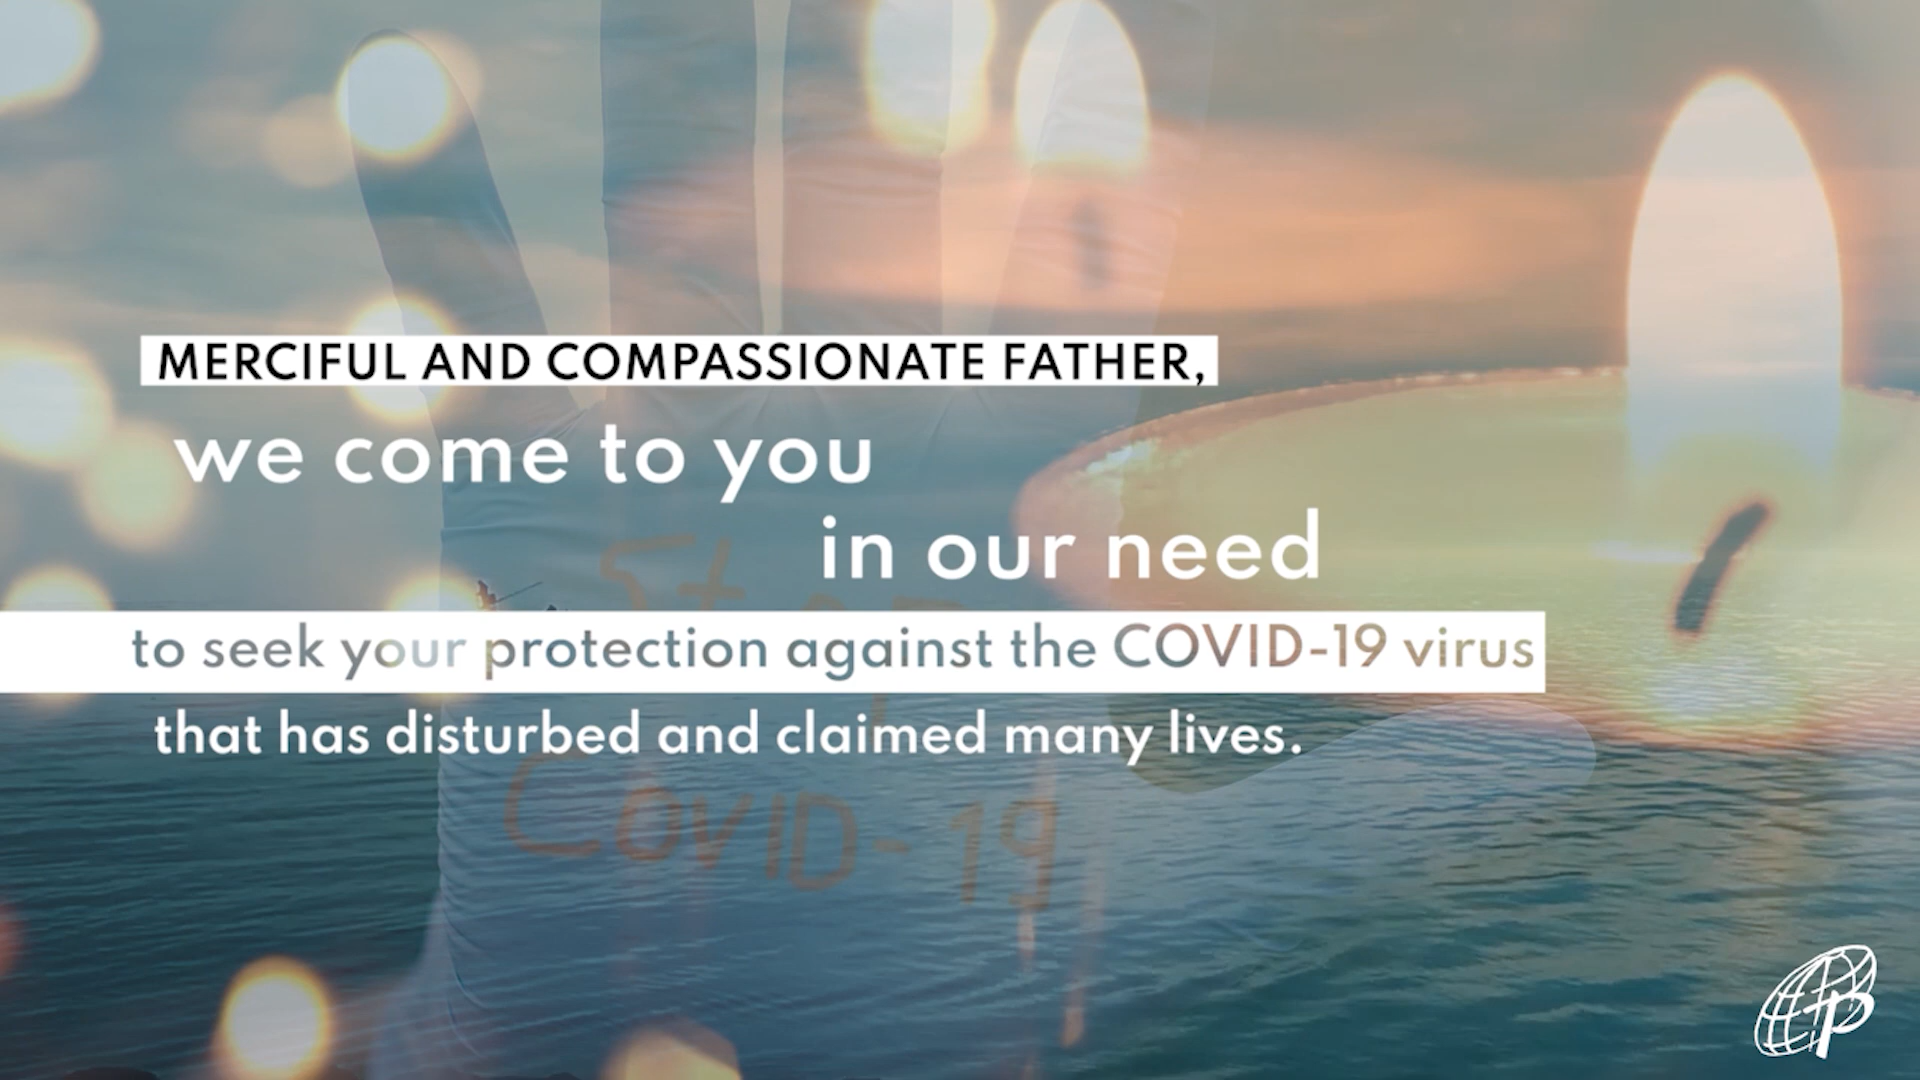 MERCIFUL AND COMPASSIONATE FATHER,
we come to you
in our need
to seek your protection against the COVID-19 virus
that has disturbed and claimed many lives.
COVID-19